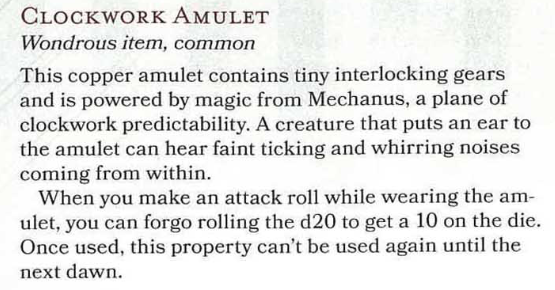 CLOCKWORK AMULET
Wondrous item, common
This copper amulet contains tiny interlocking gears
and is powered by magic from Mechanus, a plane of
clockwork predictability. A creature that puts an ear to
the amulet can hear faint ticking and whirring noises
coming from within.
When you make an attack roll while wearing the am-
ulet, you can forgo rolling the d20 to get a 10 on the die.
Once used, this property can't be used again until the
next dawn.